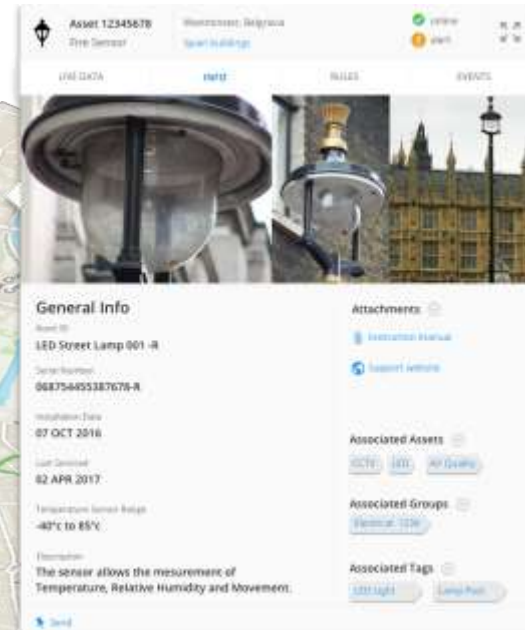 Asset 12345678
Fire Sensor
Westminster, Belgravia
Smart buildings
online
alert
LIVE DATA
INFO
RULES
EVENTS
General Info
Asset ID
LED Street Lamp 001 -R
Serial Number
068754455387678-R
Installation Date
07 OCT 2016
Last Serviced
02 APR 2017
Temperature Sensor Range
-40°c to 85°c
Description
The sensor allows the mesurement of
Temperature, Relative Humidity and Movement.
Send
Attachments
Instruction manual
Support website
Associated Assets
CCTV
LED
Air Quality
Associated Groups
Electrical
Associated Tags
LED Light
Lamp Post